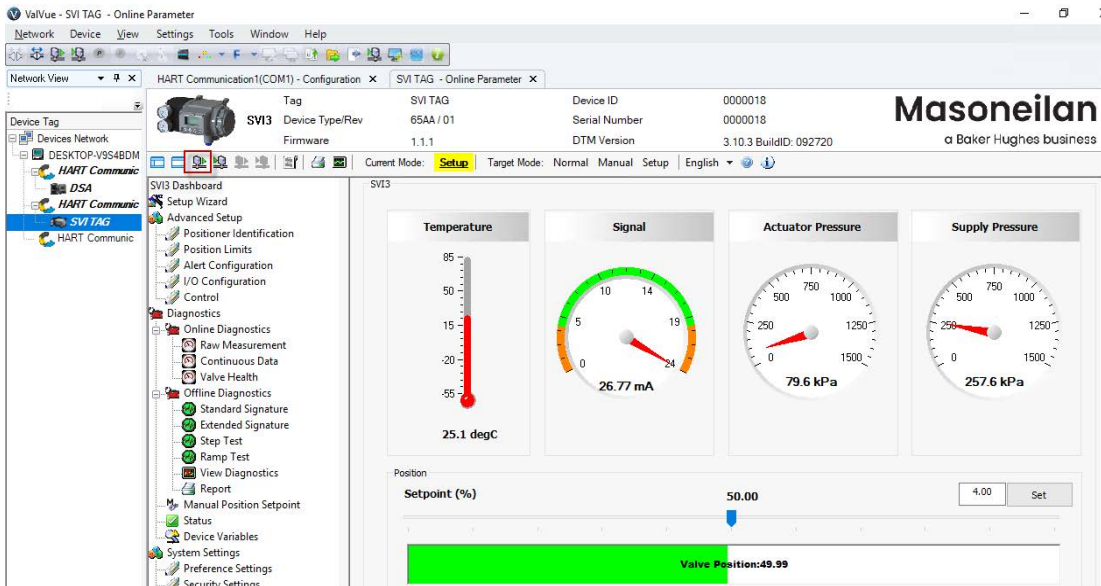 ValVue - SVI TAG - Online Parameter
Network Device View Settings Tools Window Help
Network View
HART Communication1(COM1) - Configuration
SVI TAG - Online Parameter
Device Tag
Devices Network
DESKTOP-V9S4BDM
HART Communic
DSA
HART Communic
SVI TAG
HART Communic
SVI3
Tag SVI TAG Device ID 0000018
Device Type/Rev 65AA / 01 Serial Number 0000018
Firmware 1.1.1 DTM Version 3.10.3 BuildID: 092720
Masoneilan
a Baker Hughes business
Current Mode: Setup Target Mode: Normal Manual Setup English
SVI3 Dashboard
Setup Wizard
Advanced Setup
Positioner Identification
Position Limits
Alert Configuration
I/O Configuration
Control
Diagnostics
Online Diagnostics
Raw Measurement
Continuous Data
Valve Health
Offline Diagnostics
Standard Signature
Extended Signature
Step Test
Ramp Test
View Diagnostics
Report
Manual Position Setpoint
Status
Device Variables
System Settings
Preference Settings
Security Settings
SVI3
Temperature
85
50
15
-20
-55
25.1 degC
Signal
0 5 10 14 19 24
26.77 mA
Actuator Pressure
0 250 500 750 1000 1250 1500
79.6 kPa
Supply Pressure
0 250 500 750 1000 1250 1500
257.6 kPa
Position
Setpoint (%) 50.00 4.00 Set
Valve Position:49.99